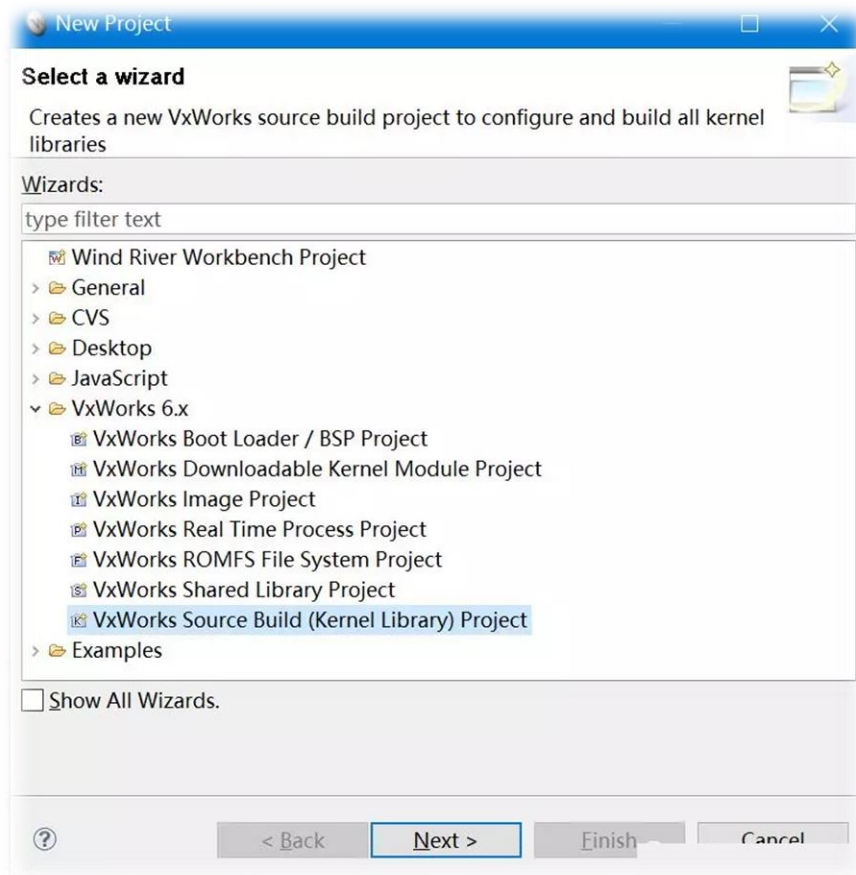 New Project
Select a wizard
Creates a new VxWorks source build project to configure and build all kernel
libraries
Wizards:
type filter text
Wind River Workbench Project
General
CVS
Desktop
JavaScript
VxWorks 6.x
VxWorks Boot Loader / BSP Project
VxWorks Downloadable Kernel Module Project
VxWorks Image Project
VxWorks Real Time Process Project
VxWorks ROMFS File System Project
VxWorks Shared Library Project
VxWorks Source Build (Kernel Library) Project
Examples
Show All Wizards.
? < Back Next > Finish Cancel